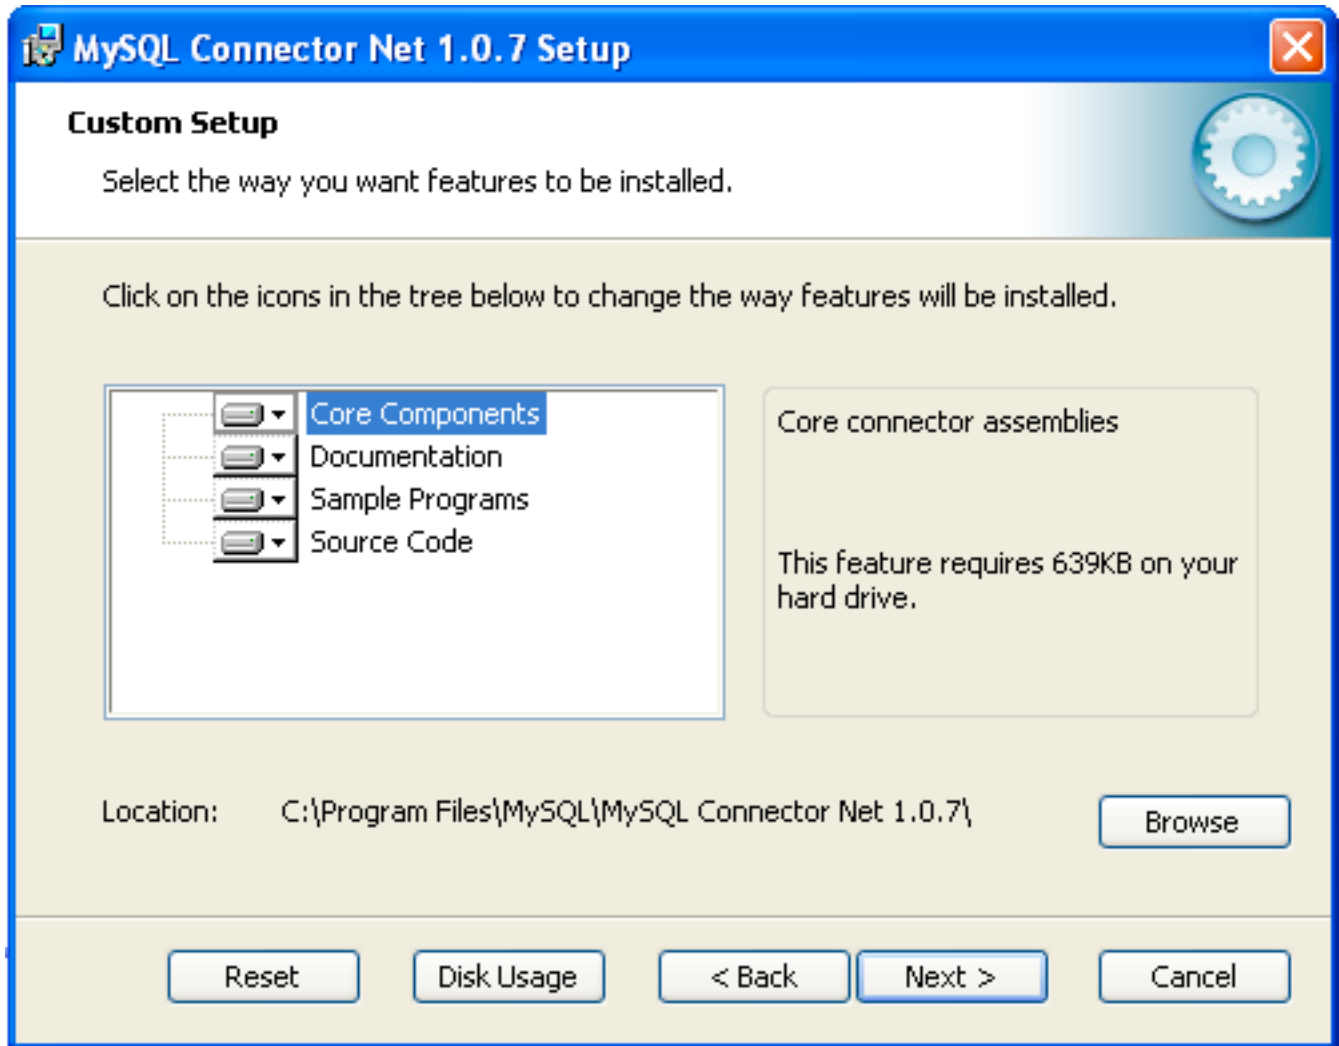 MySQL Connector Net 1.0.7 Setup
Custom Setup
Select the way you want features to be installed.
Click on the icons in the tree below to change the way features will be installed.
Core Components
Documentation
Sample Programs
Source Code
Core connector assemblies
This feature requires 639KB on your
hard drive.
Location: C:\Program Files\MySQL\MySQL Connector Net 1.0.7\
Browse
Reset Disk Usage < Back Next > Cancel